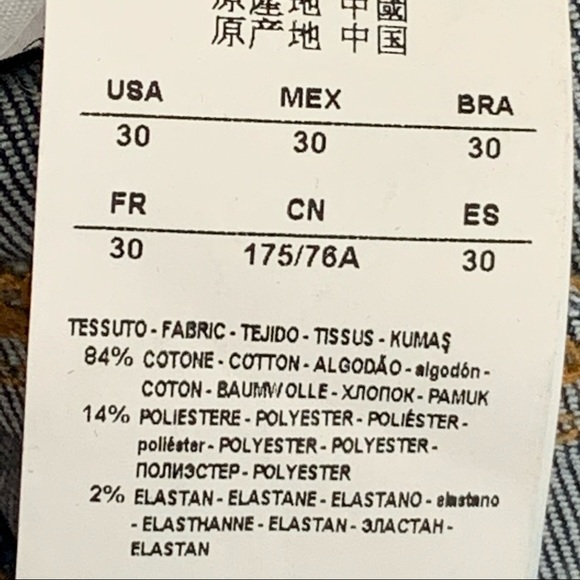 原產地 中國
原产地 中国
USA MEX BRA
30 30 30
FR CN ES
30 175/76A 30
TESSUTO - FABRIC - TEJIDO - TISSUS - KUMAŞ
84% COTONE - COTTON - ALGODÃO - algodón -
COTON - BAUMWOLLE - ХЛОПОК - PAMUK
14% POLIESTERE - POLYESTER - POLIÉSTER -
poliéster - POLYESTER - POLYESTER -
ПОЛИЭСТЕР - POLYESTER
2% ELASTAN - ELASTANE - ELASTANO - elastano
- ELASTHANNE - ELASTAN - ЭЛАСТАН -
ELASTAN